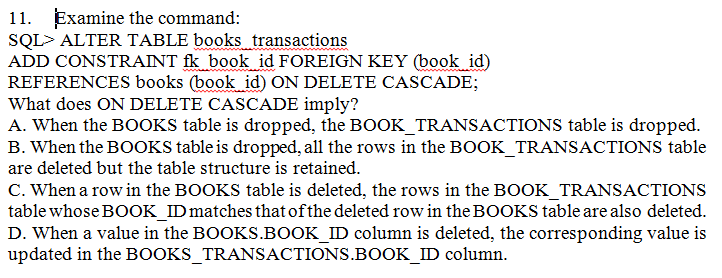 11. Examine the command:
SQL> ALTER TABLE books_transactions
ADD CONSTRAINT fk_book_id FOREIGN KEY (book_id)
REFERENCES books (book_id) ON DELETE CASCADE;
What does ON DELETE CASCADE imply?
A. When the BOOKS table is dropped, the BOOK_TRANSACTIONS table is dropped.
B. When the BOOKS table is dropped, all the rows in the BOOK_TRANSACTIONS table
are deleted but the table structure is retained.
C. When a row in the BOOKS table is deleted, the rows in the BOOK_TRANSACTIONS
table whose BOOK_ID matches that of the deleted row in the BOOKS table are also deleted.
D. When a value in the BOOKS.BOOK_ID column is deleted, the corresponding value is
updated in the BOOKS_TRANSACTIONS.BOOK_ID column.